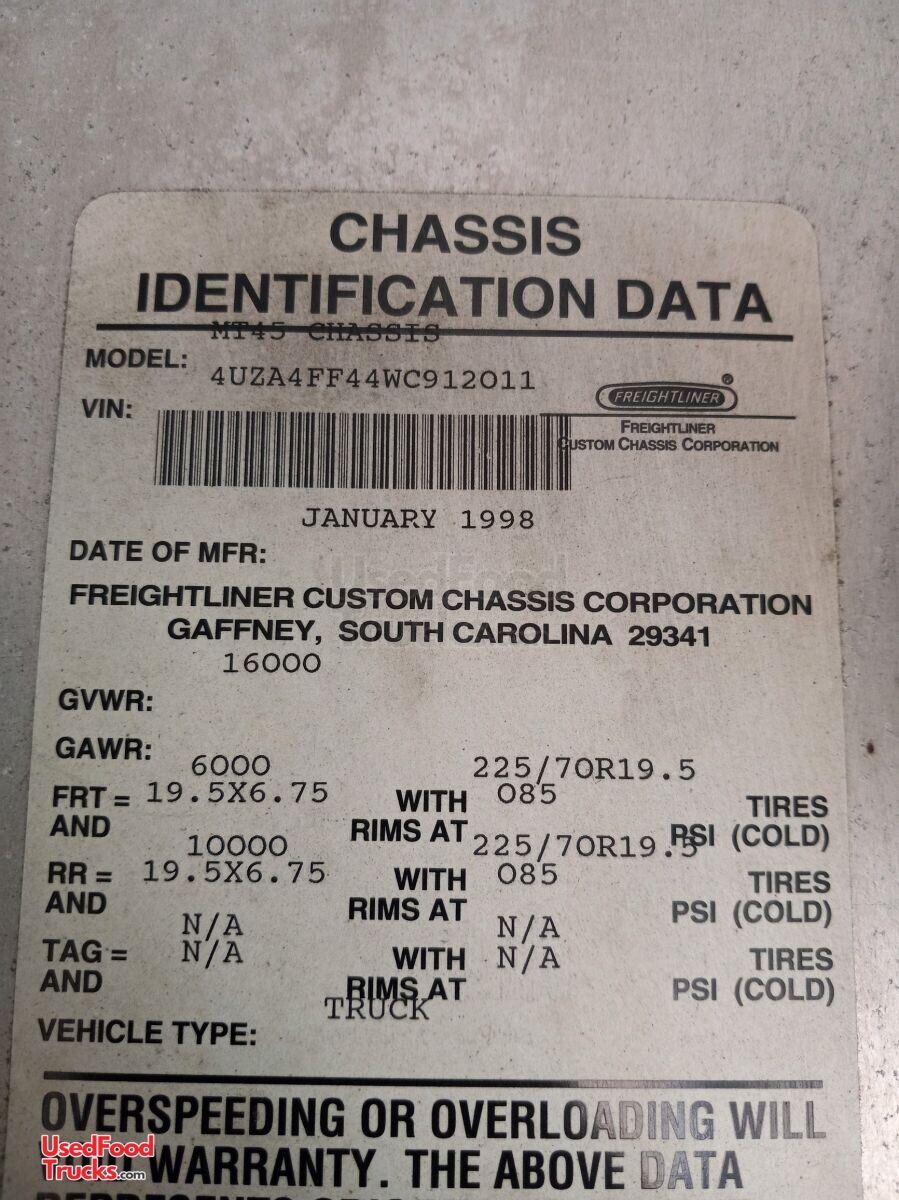 CHASSIS
IDENTIFICATION DATA
MT45 CHASSIS
MODEL:
4UZA4FF44WC912011
VIN:
FREIGHTLINER ®
FREIGHTLINER
CUSTOM CHASSIS CORPORATION
JANUARY 1998
DATE OF MFR:
UsedFood
FREIGHTLINER CUSTOM CHASSIS CORPORATION
GAFFNEY, SOUTH CAROLINA 29341
16000
GVWR:
GAWR:
6000 225/70R19.5
FRT = 19.5X6.75 WITH 085 TIRES
AND RIMS AT PSI (COLD)
10000 225/70R19.5
RR = 19.5X6.75 WITH 085 TIRES
AND RIMS AT PSI (COLD)
N/A N/A
TAG = N/A WITH N/A TIRES
AND RIMS AT PSI (COLD)
TRUCK
VEHICLE TYPE:
OVERSPEEDING OR OVERLOADING WILL
WARRANTY. THE ABOVE DATA
UsedFood
Trucks.com